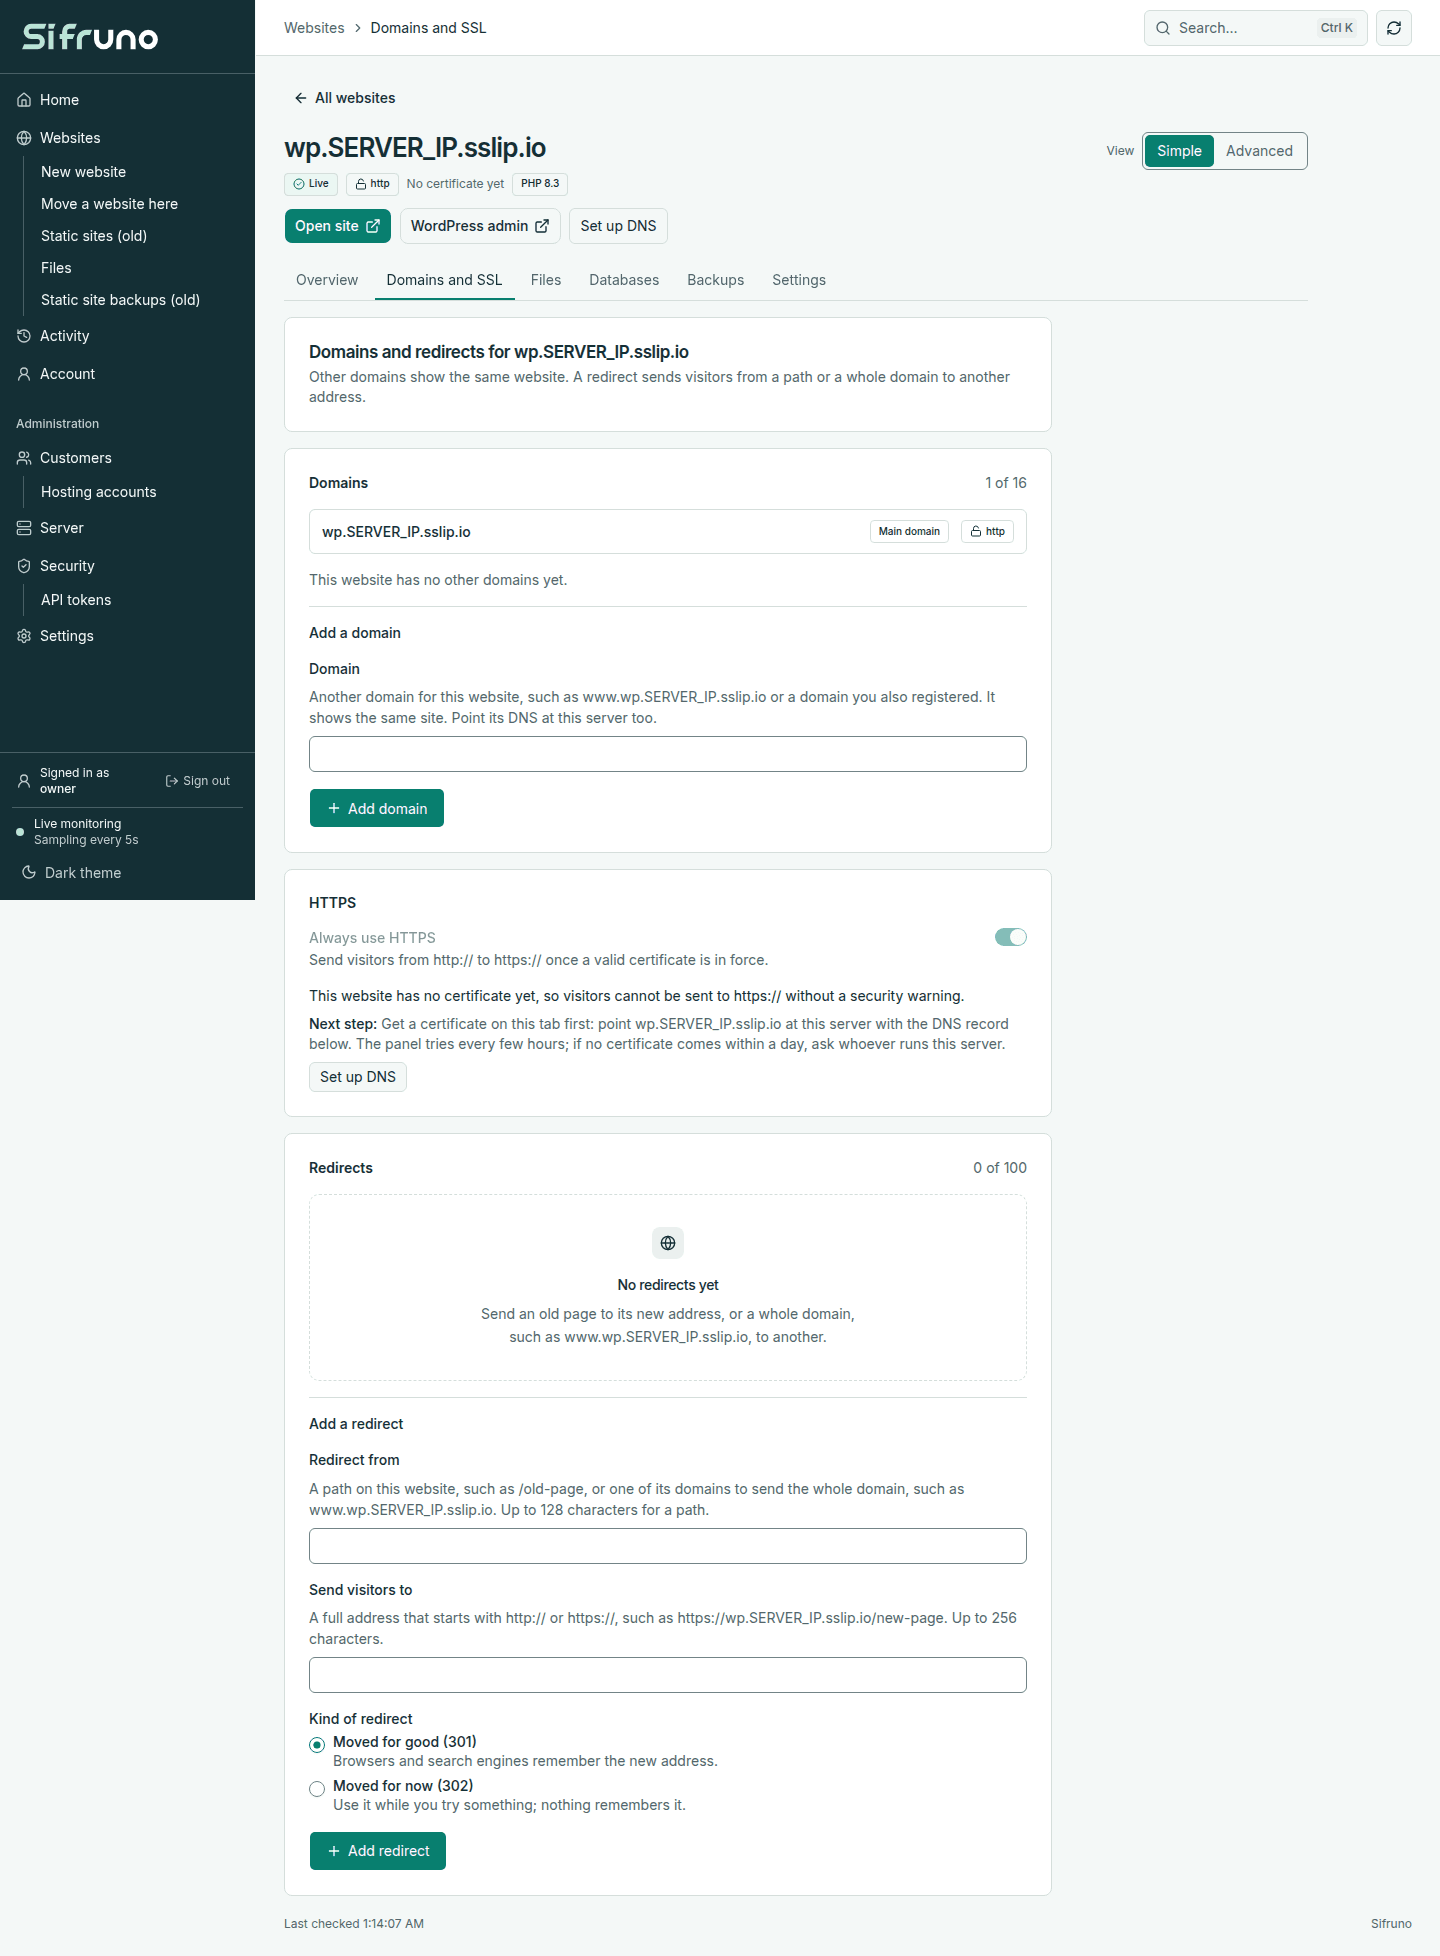 Sifruno
Home
Websites
New website
Move a website here
Static sites (old)
Files
Static site backups (old)
Activity
Account
Administration
Customers
Hosting accounts
Server
Security
API tokens
Settings
Signed in as
owner
Sign out
Live monitoring
Sampling every 5s
Dark theme
Websites > Domains and SSL
Search...
Ctrl K
All websites
wp.SERVER_IP.sslip.io
View
Simple
Advanced
Live
http
No certificate yet
PHP 8.3
Open site
WordPress admin
Set up DNS
Overview
Domains and SSL
Files
Databases
Backups
Settings
Domains and redirects for wp.SERVER_IP.sslip.io
Other domains show the same website. A redirect sends visitors from a path or a whole domain to another
address.
Domains
1 of 16
wp.SERVER_IP.sslip.io
Main domain
http
This website has no other domains yet.
Add a domain
Domain
Another domain for this website, such as www.wp.SERVER_IP.sslip.io or a domain you also registered. It
shows the same site. Point its DNS at this server too.
+ Add domain
HTTPS
Always use HTTPS
Send visitors from http:// to https:// once a valid certificate is in force.
This website has no certificate yet, so visitors cannot be sent to https:// without a security warning.
Next step: Get a certificate on this tab first: point wp.SERVER_IP.sslip.io at this server with the DNS record
below. The panel tries every few hours; if no certificate comes within a day, ask whoever runs this server.
Set up DNS
Redirects
0 of 100
No redirects yet
Send an old page to its new address, or a whole domain,
such as www.wp.SERVER_IP.sslip.io, to another.
Add a redirect
Redirect from
A path on this website, such as /old-page, or one of its domains to send the whole domain, such as
www.wp.SERVER_IP.sslip.io. Up to 128 characters for a path.
Send visitors to
A full address that starts with http:// or https://, such as https://wp.SERVER_IP.sslip.io/new-page. Up to 256
characters.
Kind of redirect
Moved for good (301)
Browsers and search engines remember the new address.
Moved for now (302)
Use it while you try something; nothing remembers it.
+ Add redirect
Last checked 1:14:07 AM
Sifruno